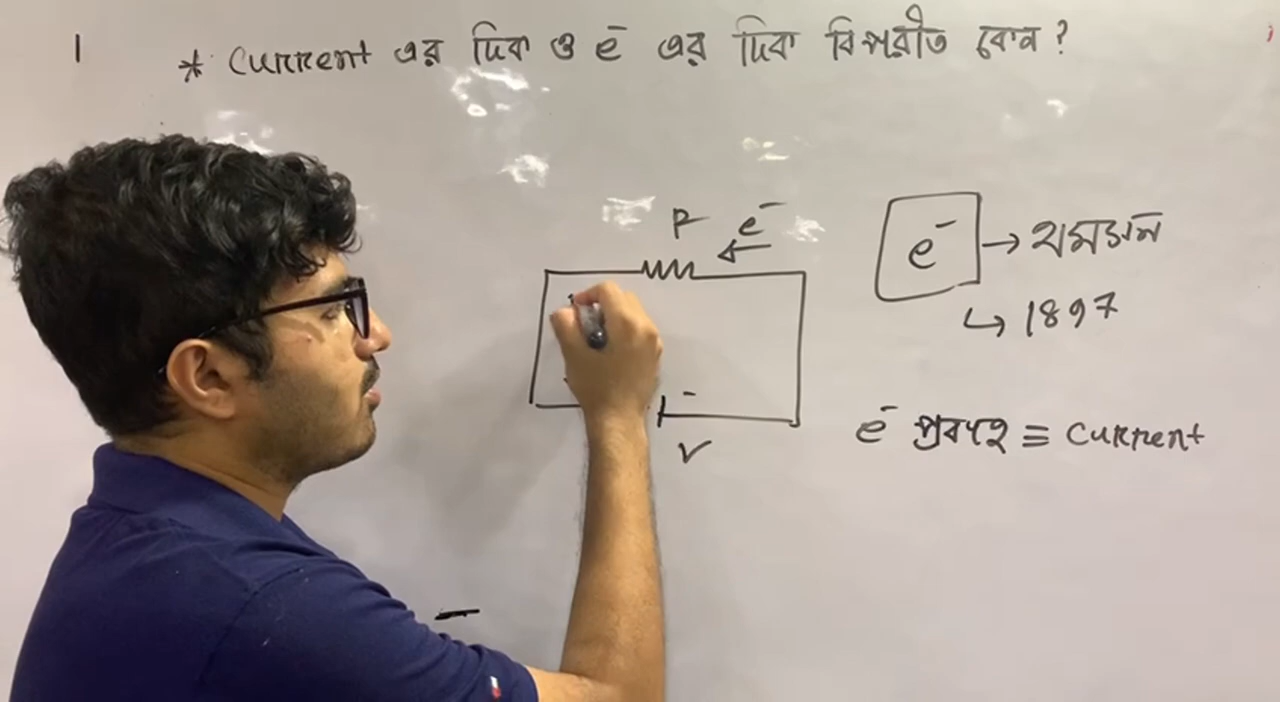 1
* Current এর দিক ও e⁻ এর দিক বিপরীত কেন ?
R e⁻ ←
e⁻ → থমসন
↳ 1897
-
V
e⁻ প্রবাহ ≡ Current